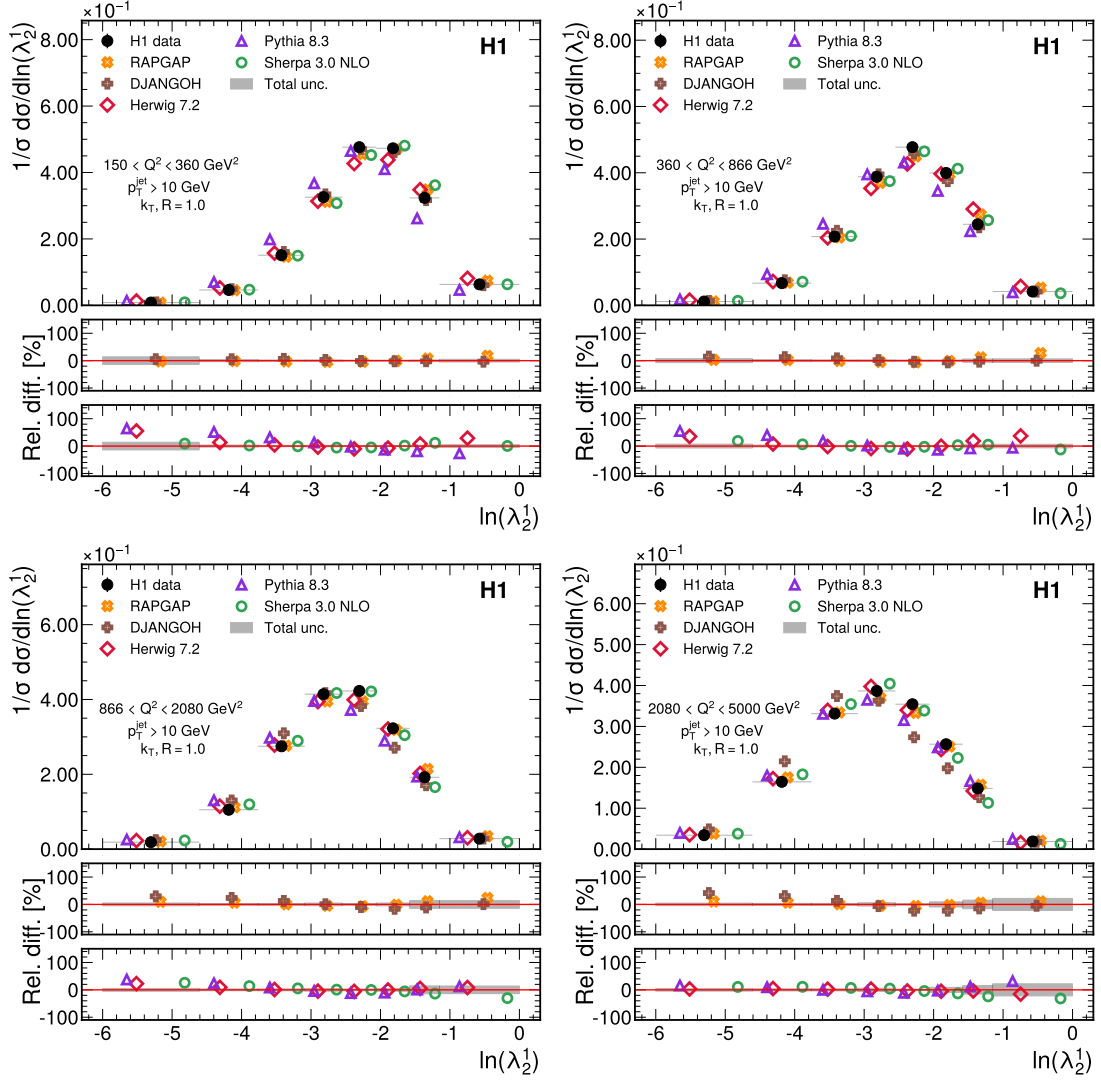 ×10⁻¹
H1
H1 data
RAPGAP
DJANGOH
Herwig 7.2
Pythia 8.3
Sherpa 3.0 NLO
Total unc.
150 < Q² < 360 GeV²
p_T^jet > 10 GeV
k_T, R = 1.0
1/σ dσ/dln(λ₂¹)
8.00
6.00
4.00
2.00
0.00
Rel. diff. [%]
100
0
-100
100
0
-100
-6 -5 -4 -3 -2 -1 0
ln(λ₂¹)
×10⁻¹
H1
H1 data
RAPGAP
DJANGOH
Herwig 7.2
Pythia 8.3
Sherpa 3.0 NLO
Total unc.
360 < Q² < 866 GeV²
p_T^jet > 10 GeV
k_T, R = 1.0
1/σ dσ/dln(λ₂¹)
8.00
6.00
4.00
2.00
0.00
Rel. diff. [%]
100
0
-100
100
0
-100
-6 -5 -4 -3 -2 -1 0
ln(λ₂¹)
×10⁻¹
H1
H1 data
RAPGAP
DJANGOH
Herwig 7.2
Pythia 8.3
Sherpa 3.0 NLO
Total unc.
866 < Q² < 2080 GeV²
p_T^jet > 10 GeV
k_T, R = 1.0
1/σ dσ/dln(λ₂¹)
6.00
4.00
2.00
0.00
Rel. diff. [%]
100
0
-100
100
0
-100
-6 -5 -4 -3 -2 -1 0
ln(λ₂¹)
×10⁻¹
H1
H1 data
RAPGAP
DJANGOH
Herwig 7.2
Pythia 8.3
Sherpa 3.0 NLO
Total unc.
2080 < Q² < 5000 GeV²
p_T^jet > 10 GeV
k_T, R = 1.0
1/σ dσ/dln(λ₂¹)
6.00
5.00
4.00
3.00
2.00
1.00
0.00
Rel. diff. [%]
100
0
-100
100
0
-100
-6 -5 -4 -3 -2 -1 0
ln(λ₂¹)